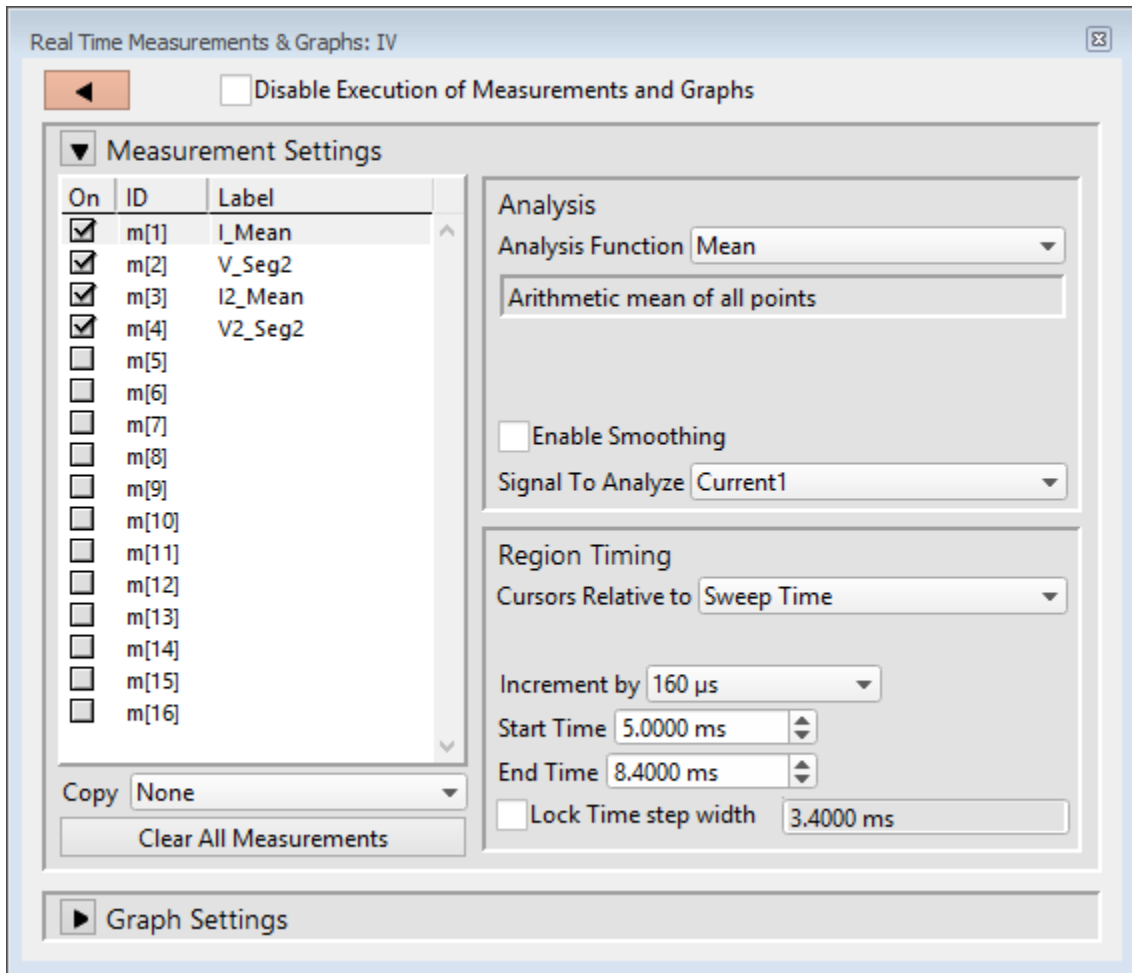 Real Time Measurements & Graphs: IV
Disable Execution of Measurements and Graphs
Measurement Settings
On ID Label
m[1] I_Mean
m[2] V_Seg2
m[3] I2_Mean
m[4] V2_Seg2
m[5]
m[6]
m[7]
m[8]
m[9]
m[10]
m[11]
m[12]
m[13]
m[14]
m[15]
m[16]
Copy None
Clear All Measurements
Analysis
Analysis Function Mean
Arithmetic mean of all points
Enable Smoothing
Signal To Analyze Current1
Region Timing
Cursors Relative to Sweep Time
Increment by 160 µs
Start Time 5.0000 ms
End Time 8.4000 ms
Lock Time step width 3.4000 ms
Graph Settings